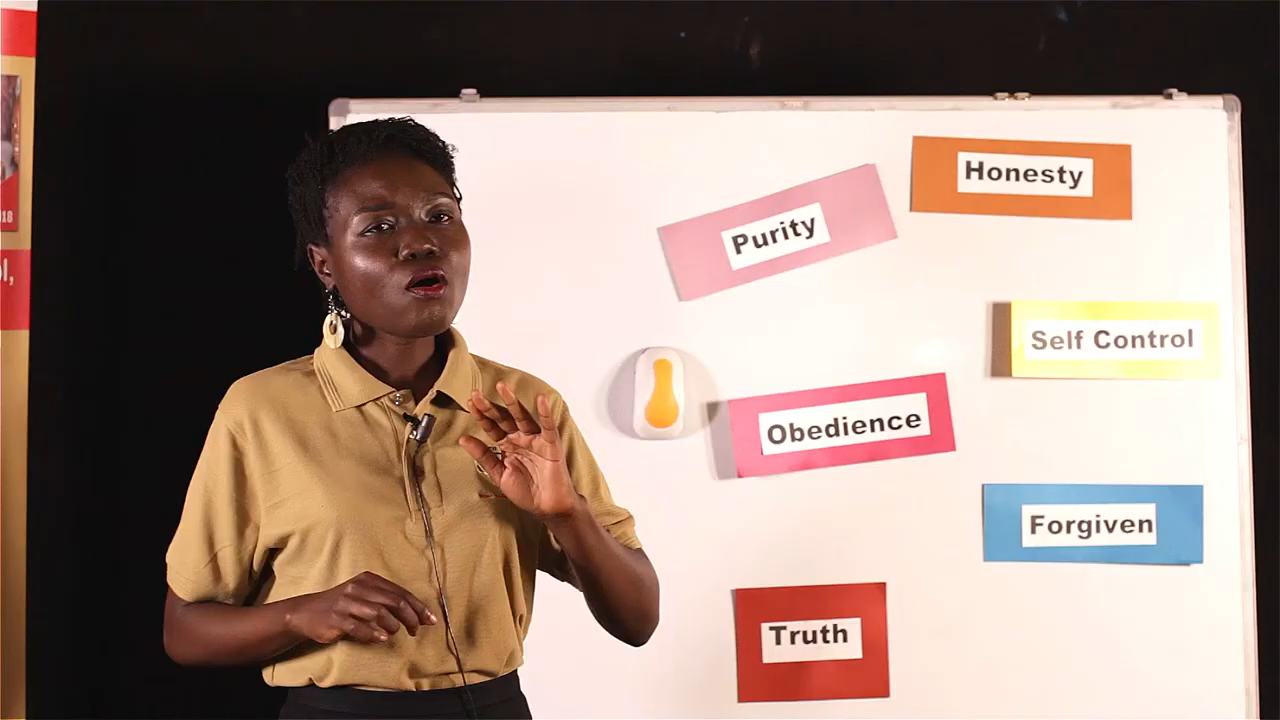 Honesty
Purity
Self Control
Obedience
Forgiven
Truth